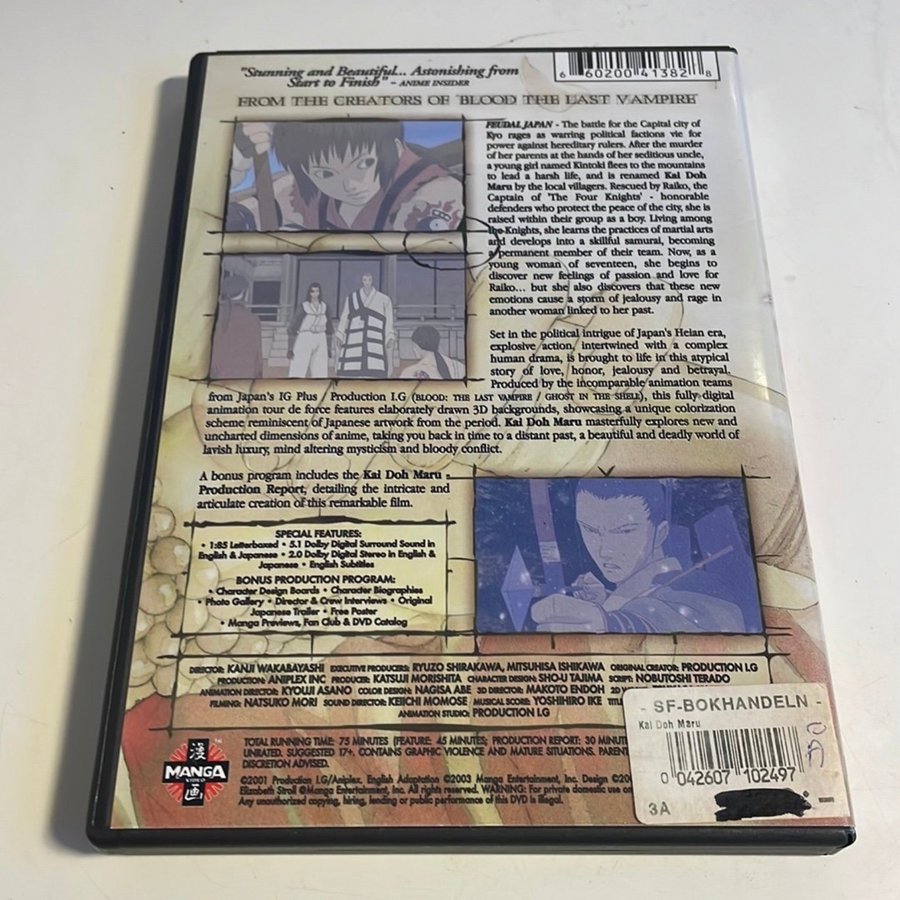 "Stunning and Beautiful... Astonishing from
Start to Finish" - ANIME INSIDER
6 60200 41382 8
FROM THE CREATORS OF 'BLOOD THE LAST VAMPIRE'
FEUDAL JAPAN - The battle for the Capital city of
Kyo rages as warring political factions vie for
power against hereditary rulers. After the murder
of her parents at the hands of her seditious uncle,
a young girl named Kintoki flees to the mountains
to lead a harsh life, and is renamed Kai Doh
Maru by the local villagers. Rescued by Raiko, the
Captain of 'The Four Knights' - honorable
defenders who protect the peace of the city, she is
raised within their group as a boy. Living among
the Knights, she learns the practices of martial arts
and develops into a skillful samurai, becoming
a permanent member of their team. Now, as a
young woman of seventeen, she begins to
discover new feelings of passion and love for
Raiko... but she also discovers that these new
emotions cause a storm of jealousy and rage in
another woman linked to her past.
Set in the political intrigue of Japan's Heian era,
explosive action, intertwined with a complex
human drama, is brought to life in this atypical
story of love, honor, jealousy and betrayal.
Produced by the incomparable animation teams
from Japan's IG Plus / Production I.G (BLOOD: THE LAST VAMPIRE / GHOST IN THE SHELL), this fully digital
animation tour de force features elaborately drawn 3D backgrounds, showcasing a unique colorization
scheme reminiscent of Japanese artwork from the period. Kai Doh Maru masterfully explores new and
uncharted dimensions of anime, taking you back in time to a distant past, a beautiful and deadly world of
lavish luxury, mind altering mysticism and bloody conflict.
A bonus program includes the Kai Doh Maru -
Production Report, detailing the intricate and
articulate creation of this remarkable film.
SPECIAL FEATURES:
• 1:85 Letterboxed • 5.1 Dolby Digital Surround Sound in
English & Japanese • 2.0 Dolby Digital Stereo in English &
Japanese • English Subtitles
BONUS PRODUCTION PROGRAM:
• Character Design Boards • Character Biographies
• Photo Gallery • Director & Crew Interviews • Original
Japanese Trailer • Free Poster
• Manga Previews, Fan Club & DVD Catalog
DIRECTOR: KANJI WAKABAYASHI EXECUTIVE PRODUCERS: RYUZO SHIRAKAWA, MITSUHISA ISHIKAWA ORIGINAL CREATOR: PRODUCTION I.G
PRODUCTION: ANIPLEX INC PRODUCER: KATSUJI MORISHITA CHARACTER DESIGN: SHO-U TAJIMA SCRIPT: NOBUTOSHI TERADO
ANIMATION DIRECTOR: KYOUJI ASANO COLOR DESIGN: NAGISA ABE 3D DIRECTOR: MAKOTO ENDOH 2D
FILMING: NATSUKO MORI SOUND DIRECTOR: KEIICHI MOMOSE MUSICAL SCORE: YOSHIHIRO IKE
ANIMATION STUDIO: PRODUCTION I.G
漫
MANGA
VIDEO
画
TM
TOTAL RUNNING TIME: 75 MINUTES (FEATURE: 45 MINUTES; PRODUCTION REPORT: 30 MINUT
UNRATED. SUGGESTED 17+. CONTAINS GRAPHIC VIOLENCE AND MATURE SITUATIONS. PARENT
DISCRETION ADVISED.
©2001 Production I.G/Aniplex. English Adaptation ©2003 Manga Entertainment, Inc. Design ©20
Elizabeth Stroll @Manga Entertainment, Inc. All rights reserved. WARNING: For private domestic use on
Any unauthorized copying, hiring, lending or public performance of this DVD is illegal.
- SF-BOKHANDELN -
Kai Doh Maru
0 042607 102497
3A